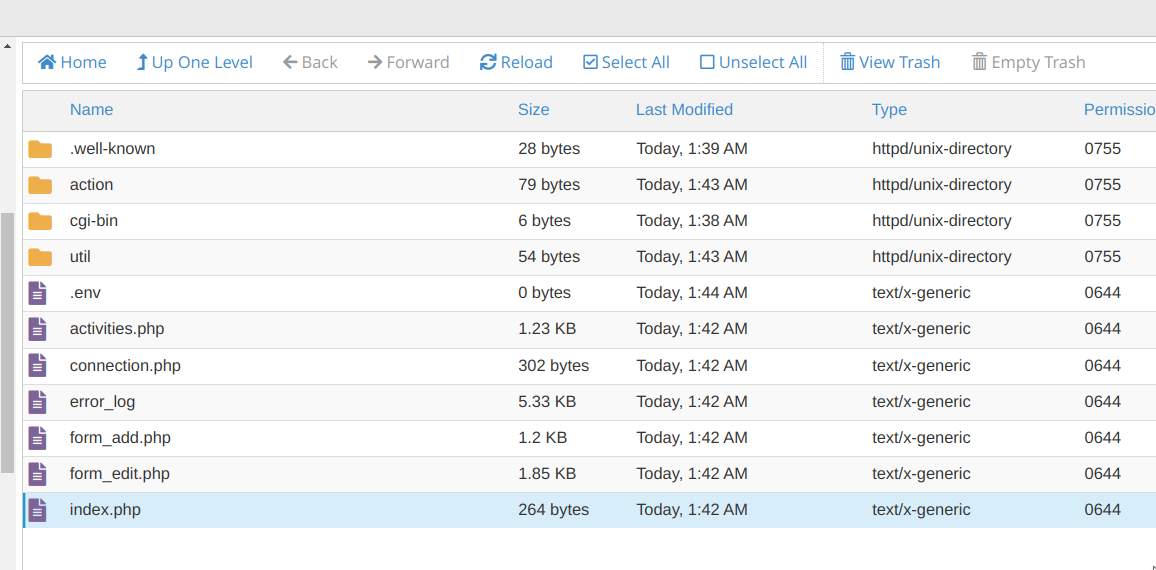 Home Up One Level Back Forward Reload Select All Unselect All View Trash Empty Trash
Name Size Last Modified Type Permissio
.well-known 28 bytes Today, 1:39 AM httpd/unix-directory 0755
action 79 bytes Today, 1:43 AM httpd/unix-directory 0755
cgi-bin 6 bytes Today, 1:38 AM httpd/unix-directory 0755
util 54 bytes Today, 1:43 AM httpd/unix-directory 0755
.env 0 bytes Today, 1:44 AM text/x-generic 0644
activities.php 1.23 KB Today, 1:42 AM text/x-generic 0644
connection.php 302 bytes Today, 1:42 AM text/x-generic 0644
error_log 5.33 KB Today, 1:42 AM text/x-generic 0644
form_add.php 1.2 KB Today, 1:42 AM text/x-generic 0644
form_edit.php 1.85 KB Today, 1:42 AM text/x-generic 0644
index.php 264 bytes Today, 1:42 AM text/x-generic 0644